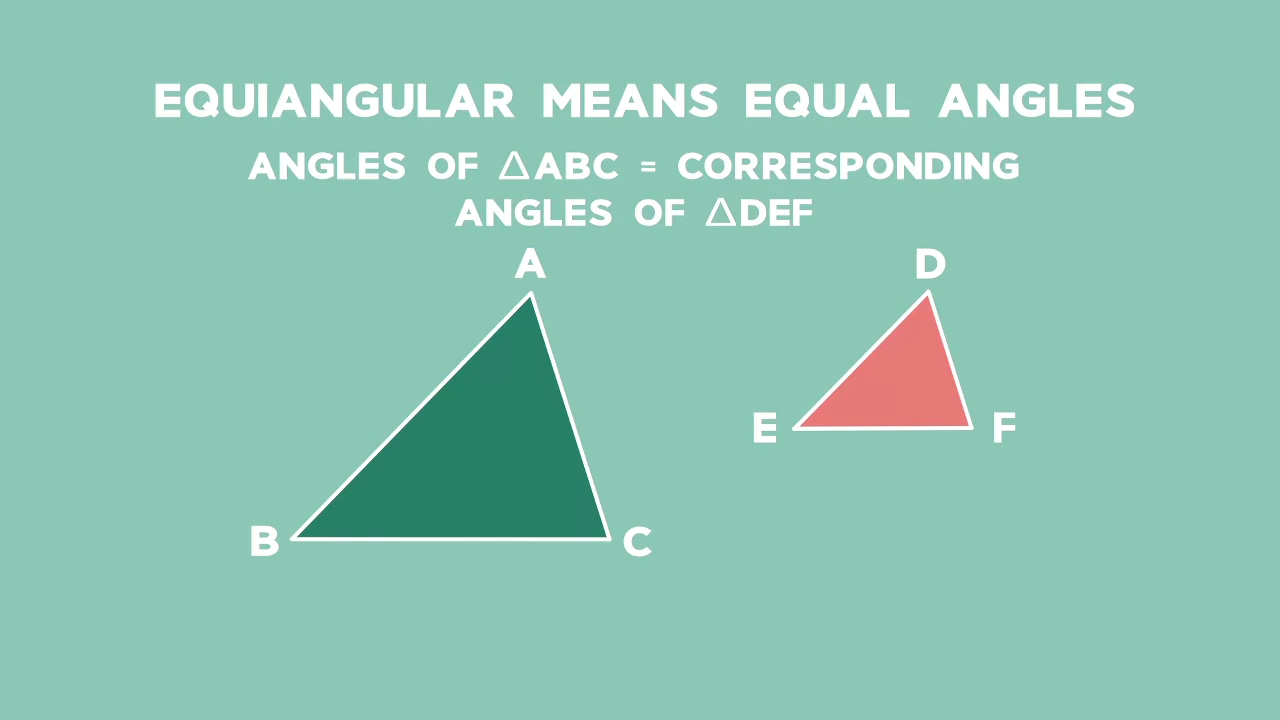 EQUIANGULAR MEANS EQUAL ANGLES
ANGLES OF △ABC = CORRESPONDING
ANGLES OF △DEF
A
D
E
F
B
C